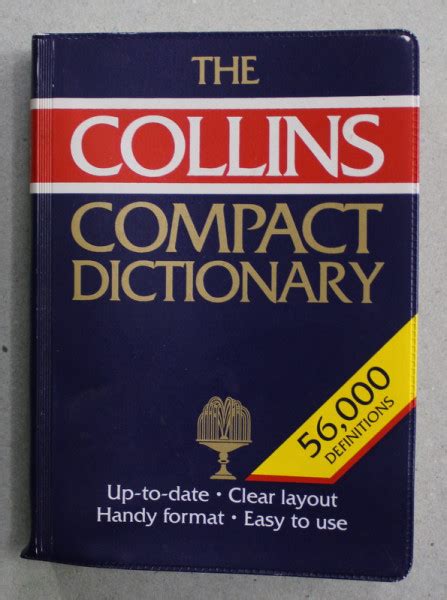 THE
COLLINS
COMPACT
DICTIONARY
56,000
DEFINITIONS
Up-to-date • Clear layout
Handy format • Easy to use